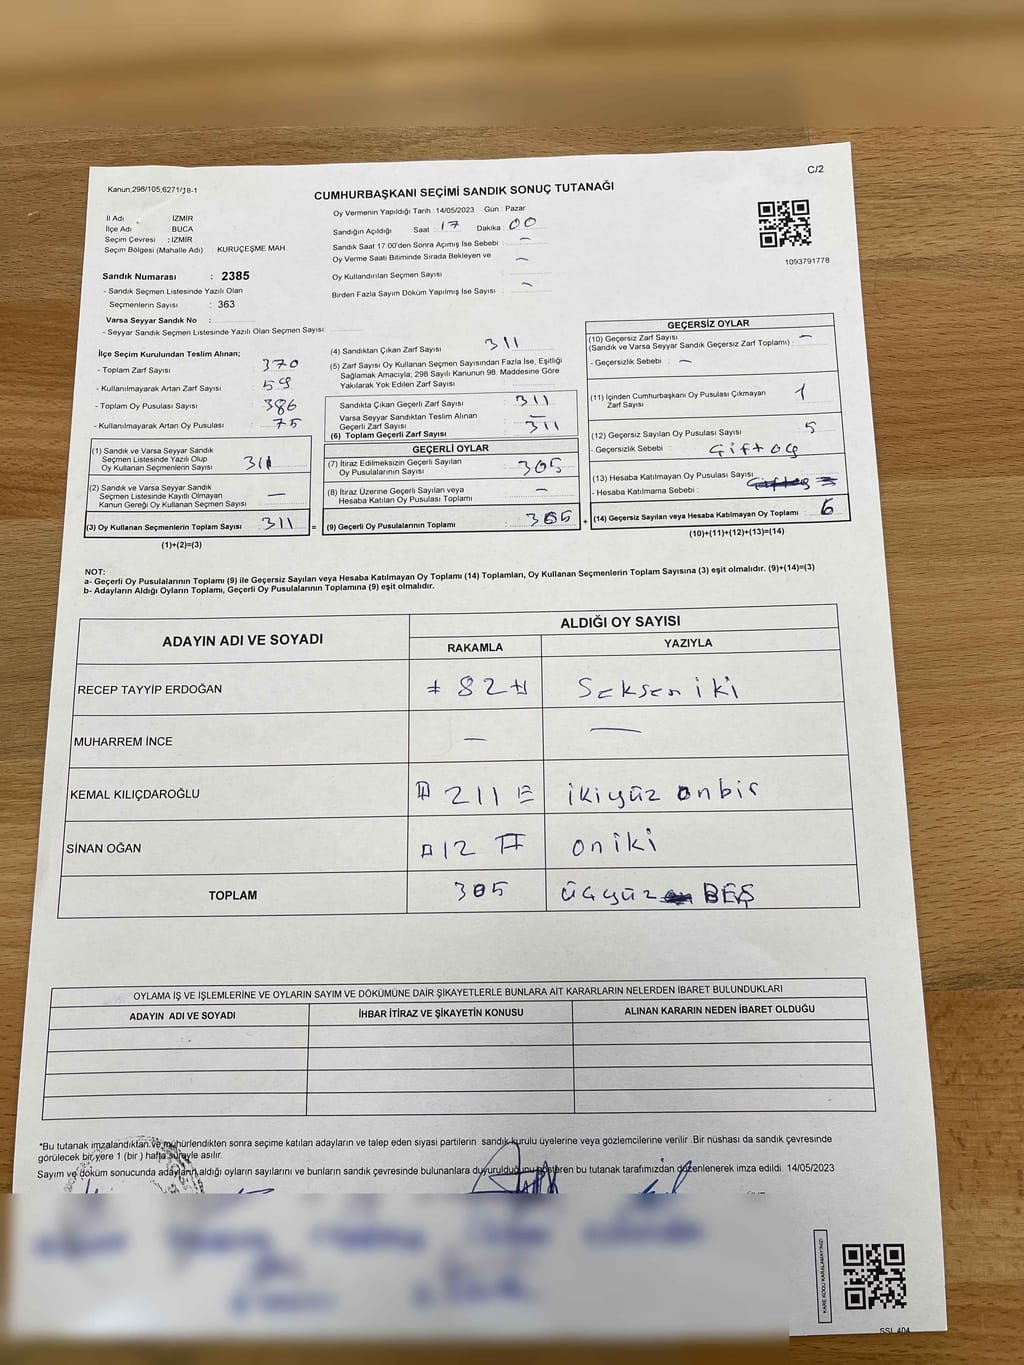 C/2
Kanun,298/105,6271/18-1
CUMHURBAŞKANI SEÇİMİ SANDIK SONUÇ TUTANAĞI
İl Adı : İZMİR
İlçe Adı : BUCA
Seçim Çevresi : İZMİR
Seçim Bölgesi (Mahalle Adı) KURUÇEŞME MAH.
Sandık Numarası : 2385
- Sandık Seçmen Listesinde Yazılı Olan
Seçmenlerin Sayısı : 363
Varsa Seyyar Sandık No :
- Seyyar Sandık Seçmen Listesinde Yazılı Olan Seçmen Sayısı:
Oy Vermenin Yapıldığı Tarih : 14/05/2023 Gün : Pazar
Sandığın Açıldığı Saat 17 Dakika : 00
Sandık Saat 17:00'den Sonra Açımış İse Sebebi : —
Oy Verme Saati Bitiminde Sırada Bekleyen ve —
Oy Kullandırılan Seçmen Sayısı
Birden Fazla Sayım Döküm Yapılmış İse Sayısı : —
1093791778
İlçe Seçim Kurulundan Teslim Alınan;
- Toplam Zarf Sayısı : 370
- Kullanılmayarak Artan Zarf Sayısı : 59
- Toplam Oy Pusulası Sayısı : 386
- Kullanılmayarak Artan Oy Pusulası : 75
(1) Sandık ve Varsa Seyyar Sandık
Seçmen Listesinde Yazılı Olup
Oy Kullanan Seçmenlerin Sayısı 311
(2) Sandık ve Varsa Seyyar Sandık
Seçmen Listesinde Kayıtlı Olmayan
Kanun Gereği Oy Kullanan Seçmen Sayısı —
(3) Oy Kullanan Seçmenlerin Toplam Sayısı : 311 =
(1)+(2)=(3)
(4) Sandıktan Çıkan Zarf Sayısı : 311
(5) Zarf Sayısı Oy Kullanan Seçmen Sayısından Fazla İse, Eşitliği
Sağlamak Amacıyla; 298 Sayılı Kanunun 98. Maddesine Göre
Yakılarak Yok Edilen Zarf Sayısı
Sandıkta Çıkan Geçerli Zarf Sayısı : 311
Varsa Seyyar Sandıktan Teslim Alınan
Geçerli Zarf Sayısı : —
(6) Toplam Geçerli Zarf Sayısı 311
GEÇERLİ OYLAR
(7) İtiraz Edilmeksizin Geçerli Sayılan
Oy Pusulalarının Sayısı : 305
(8) İtiraz Üzerine Geçerli Sayılan veya
Hesaba Katılan Oy Pusulası Toplamı : —
(9) Geçerli Oy Pusulalarının Toplamı : 305 +
GEÇERSİZ OYLAR
(10) Geçersiz Zarf Sayısı
(Sandık ve Varsa Seyyar Sandık Geçersiz Zarf Toplamı) : —
- Geçersizlik Sebebi : —
(11) İçinden Cumhurbaşkanı Oy Pusulası Çıkmayan
Zarf Sayısı 1
(12) Geçersiz Sayılan Oy Pusulası Sayısı : 5
- Geçersizlik Sebebi :
(13) Hesaba Katılmayan Oy Pusulası Sayısı
- Hesaba Katılmama Sebebi :
(14) Geçersiz Sayılan veya Hesaba Katılmayan Oy Toplamı : 6
(10)+(11)+(12)+(13)=(14)
NOT:
a- Geçerli Oy Pusulalarının Toplamı (9) ile Geçersiz Sayılan veya Hesaba Katılmayan Oy Toplamı (14) Toplamları, Oy Kullanan Seçmenlerin Toplam Sayısına (3) eşit olmalıdır. (9)+(14)=(3)
b- Adayların Aldığı Oyların Toplamı, Geçerli Oy Pusulalarının Toplamına (9) eşit olmalıdır.
ADAYIN ADI VE SOYADI ALDIĞI OY SAYISI
RAKAMLA YAZIYLA
RECEP TAYYİP ERDOĞAN 82 Seksen iki
MUHARREM İNCE — —
KEMAL KILIÇDAROĞLU 211 ikiyüz onbir
SİNAN OĞAN 12 oniki
TOPLAM 305 üçyüz BEŞ
OYLAMA İŞ VE İŞLEMLERİNE VE OYLARIN SAYIM VE DÖKÜMÜNE DAİR ŞİKAYETLERLE BUNLARA AİT KARARLARIN NELERDEN İBARET BULUNDUKLARI
ADAYIN ADI VE SOYADI İHBAR İTİRAZ VE ŞİKAYETİN KONUSU ALINAN KARARIN NEDEN İBARET OLDUĞU
*Bu tutanak imzalandıktan ve mühürlendikten sonra seçime katılan adayların ve talep eden siyasi partilerin sandık kurulu üyelerine veya gözlemcilerine verilir. Bir nüshası da sandık çevresinde
görülecek bir yere 1 (bir ) hafta süreyle asılır.
Sayım ve döküm sonucunda adayların aldığı oyların sayılarını ve bunların sandık çevresinde bulunanlara duyurulduğunu gösteren bu tutanak tarafımızdan düzenlenerek imza edildi. 14/05/2023
KARE KODU KARALAMAYINIZ!
SSI_404